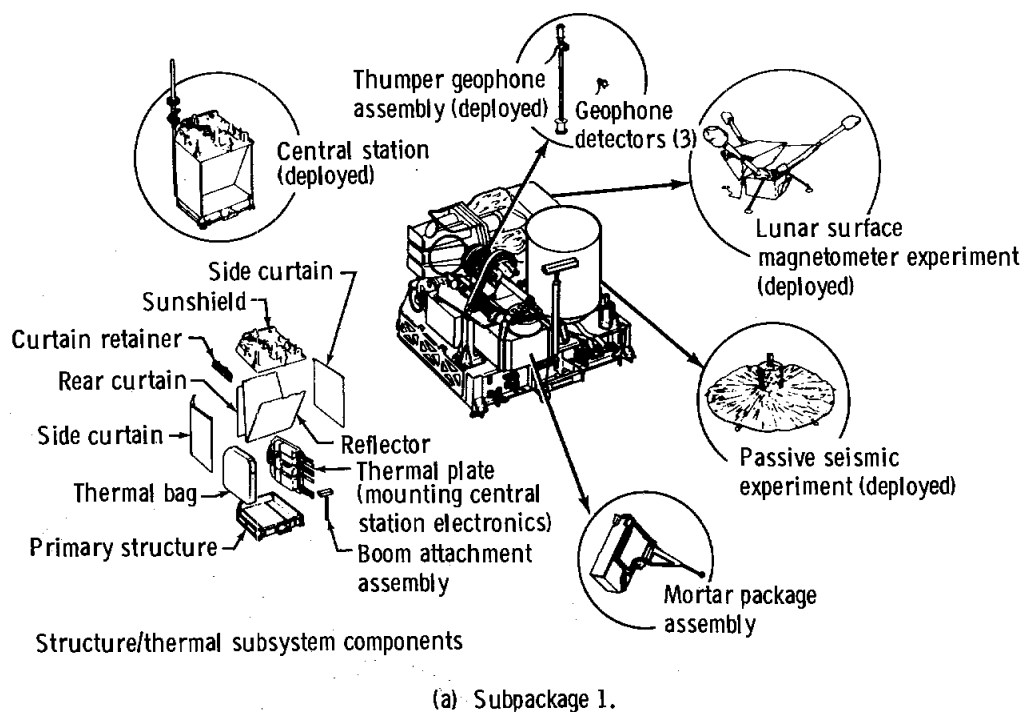 Thumper geophone
assembly (deployed)
Geophone
detectors (3)
Central station
(deployed)
Lunar surface
magnetometer experiment
(deployed)
Side curtain
Sunshield
Curtain retainer
Rear curtain
Side curtain
Reflector
Thermal plate
(mounting central
station electronics)
Thermal bag
Primary structure
Boom attachment
assembly
Passive seismic
experiment (deployed)
Mortar package
assembly
Structure/thermal subsystem components
(a) Subpackage 1.